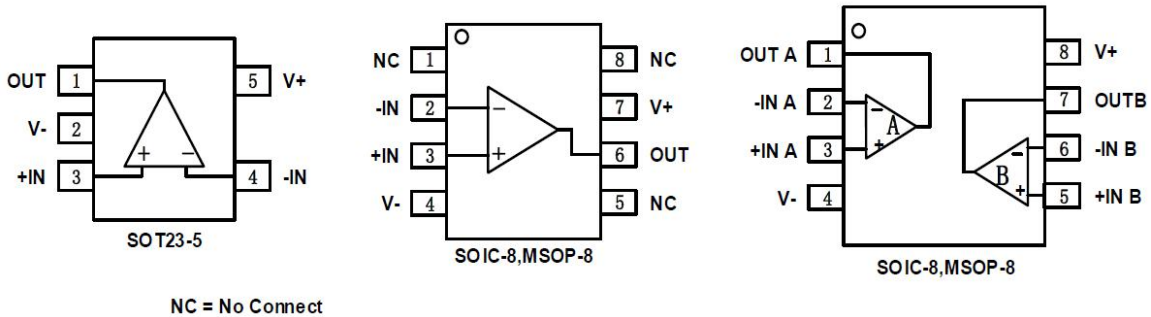 OUT 1 5 V+
V- 2
+IN 3 + − 4 -IN
SOT23-5
NC 1 8 NC
-IN 2 − 7 V+
+IN 3 + 6 OUT
V- 4 5 NC
SOIC-8,MSOP-8
OUT A 1 8 V+
-IN A 2 − A 7 OUTB
+IN A 3 + − 6 -IN B
B
V- 4 + 5 +IN B
SOIC-8,MSOP-8
NC = No Connect